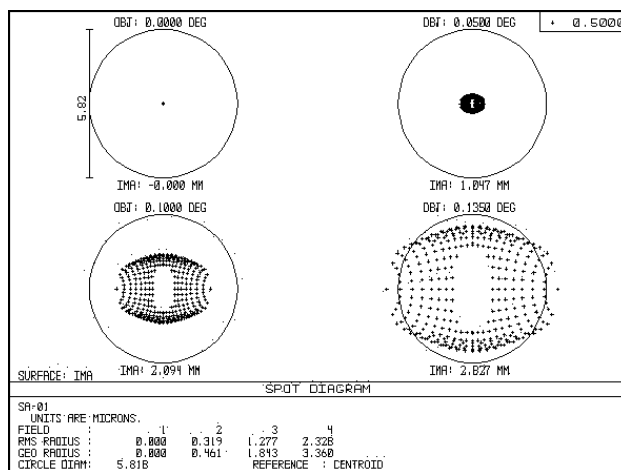 OBJ: 0.0000 DEG
OBJ: 0.0500 DEG
+ 0.5000
5.82
IMA: -0.000 MM
IMA: 1.047 MM
OBJ: 0.1000 DEG
OBJ: 0.1350 DEG
IMA: 2.094 MM
IMA: 2.827 MM
SURFACE: IMA
SPOT DIAGRAM
SA-01
UNITS ARE MICRONS.
FIELD : 1 2 3 4
RMS RADIUS : 0.000 0.319 1.277 2.328
GEO RADIUS : 0.000 0.461 1.843 3.360
CIRCLE DIAM: 5.818 REFERENCE : CENTROID